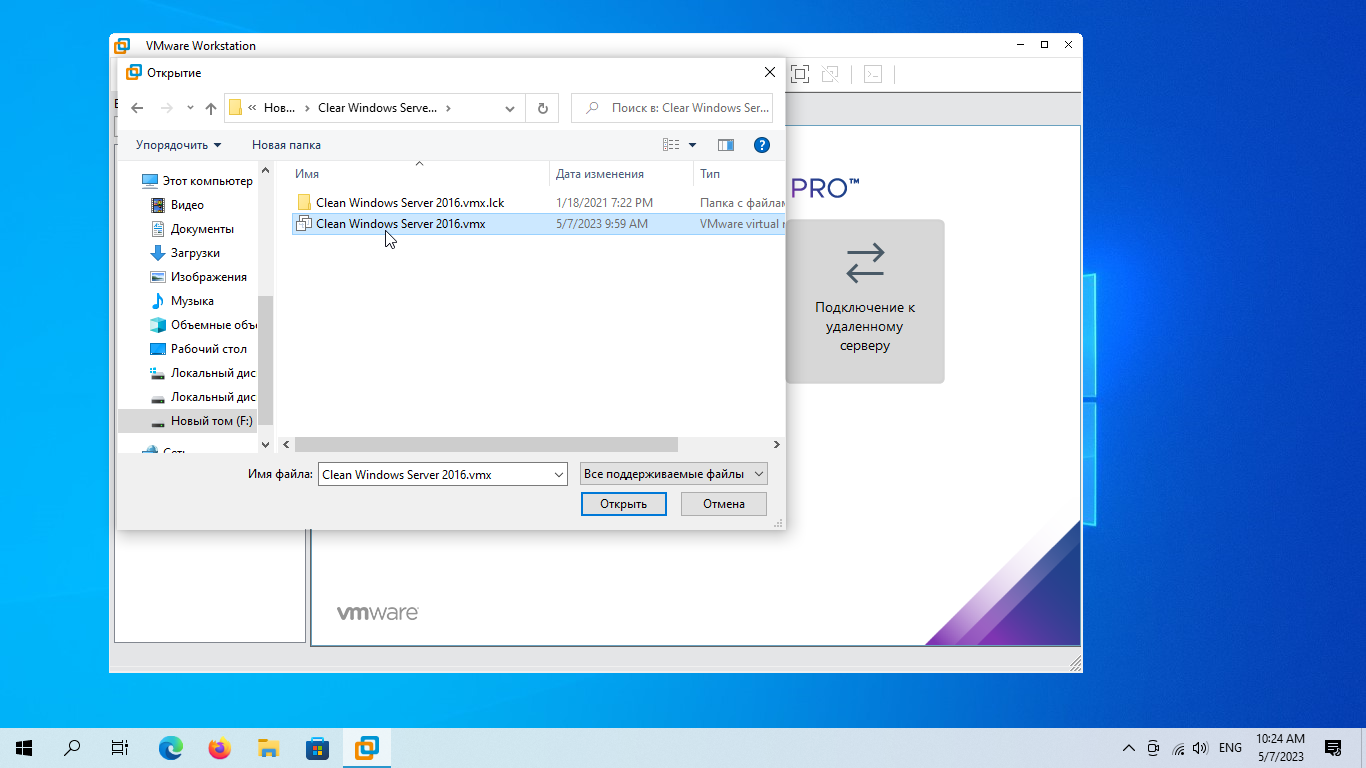 VMware Workstation
Открытие
Нов... Clear Windows Serve...
Поиск в: Clear Windows Ser...
Упорядочить
Новая папка
Имя
Дата изменения
Тип
Clean Windows Server 2016.vmx.lck
1/18/2021 7:22 PM
Папка с файлам
Clean Windows Server 2016.vmx
5/7/2023 9:59 AM
VMware virtual
Этот компьютер
Видео
Документы
Загрузки
Изображения
Музыка
Объемные объ
Рабочий стол
Локальный дис
Локальный дис
Новый том (F:)
Сеть
PRO™
Подключение к
удаленному
серверу
Имя файла:
Clean Windows Server 2016.vmx
Все поддерживаемые файлы
Открыть
Отмена
vmware
ENG
10:24 AM
5/7/2023